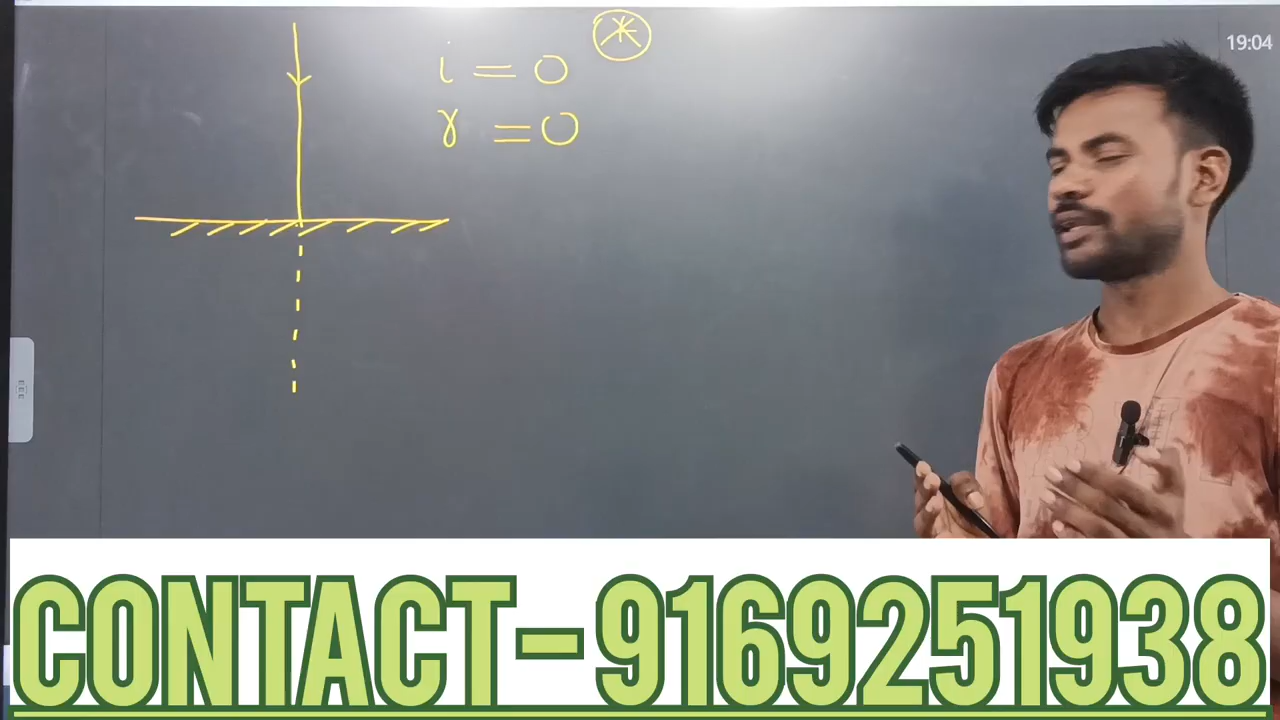 19:04
i = 0
r = 0
CONTACT-9169251938